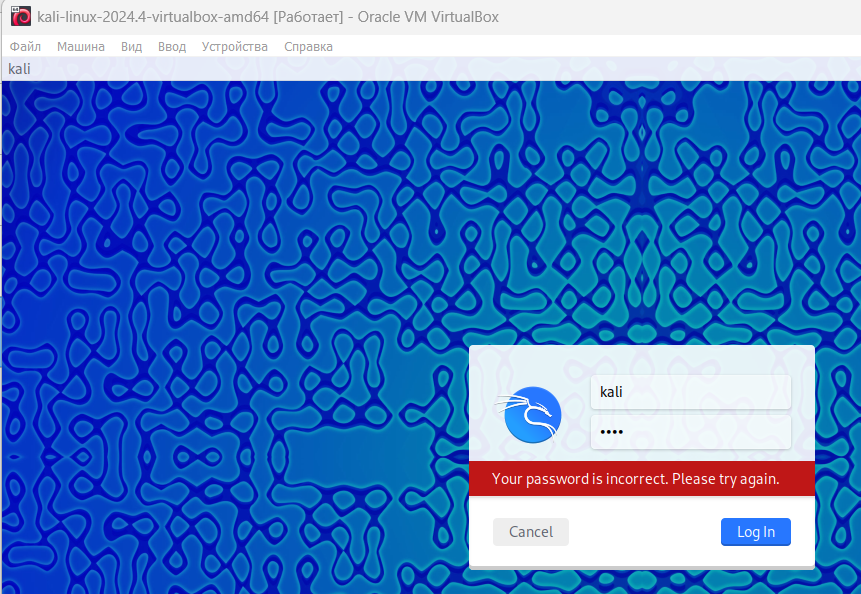 kali-linux-2024.4-virtualbox-amd64 [Работает] - Oracle VM VirtualBox
Файл Машина Вид Ввод Устройства Справка
kali
kali
••••
Your password is incorrect. Please try again.
Cancel Log In